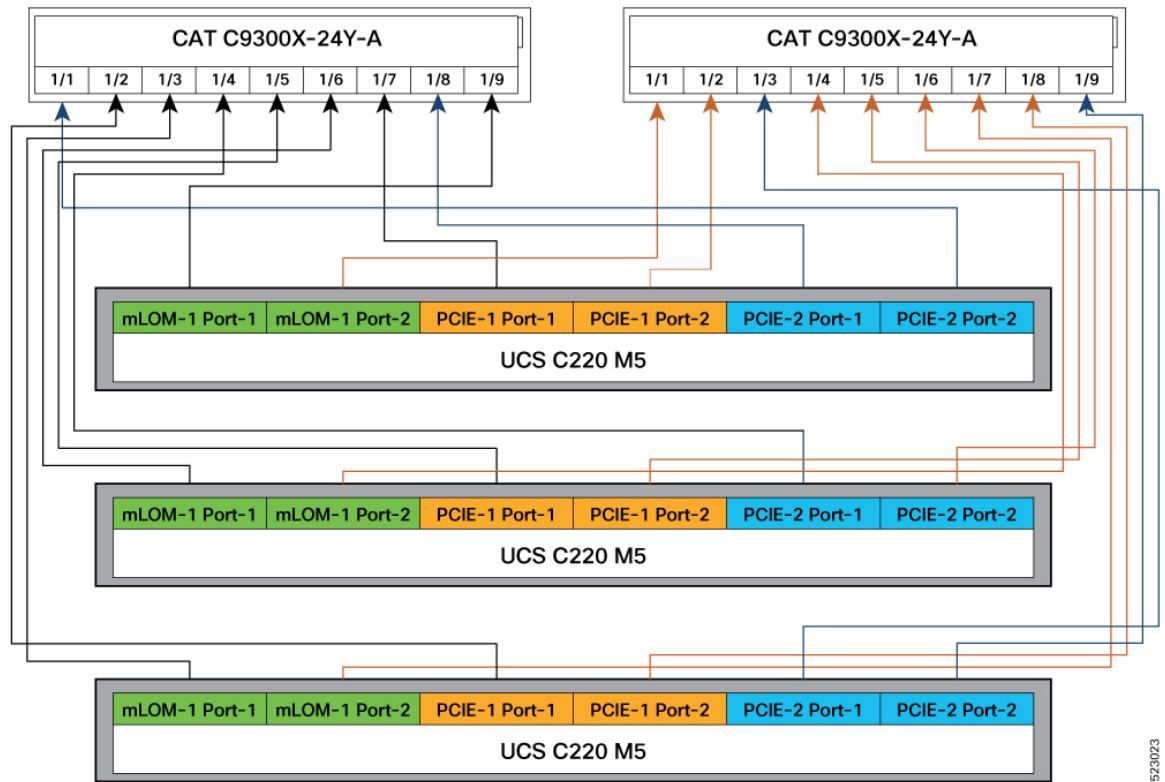 CAT C9300X-24Y-A
1/1 1/2 1/3 1/4 1/5 1/6 1/7 1/8 1/9
CAT C9300X-24Y-A
1/1 1/2 1/3 1/4 1/5 1/6 1/7 1/8 1/9
mLOM-1 Port-1 mLOM-1 Port-2 PCIE-1 Port-1 PCIE-1 Port-2 PCIE-2 Port-1 PCIE-2 Port-2
UCS C220 M5
mLOM-1 Port-1 mLOM-1 Port-2 PCIE-1 Port-1 PCIE-1 Port-2 PCIE-2 Port-1 PCIE-2 Port-2
UCS C220 M5
mLOM-1 Port-1 mLOM-1 Port-2 PCIE-1 Port-1 PCIE-1 Port-2 PCIE-2 Port-1 PCIE-2 Port-2
UCS C220 M5
523023